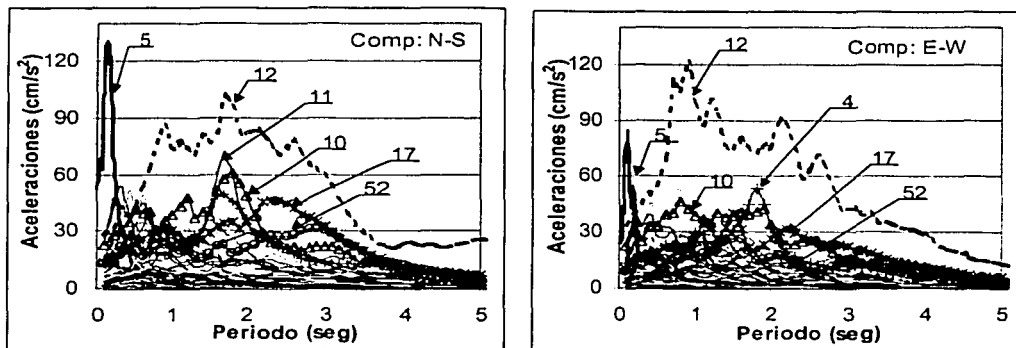 Comp: N-S
Aceleraciones (cm/s²)
120
90
60
30
0
5
12
11
10
17
52
0 1 2 3 4 5
Periodo (seg)
Comp: E-W
Aceleraciones (cm/s²)
120
90
60
30
0
12
4
5
10
17
52
0 1 2 3 4 5
Periodo (seg)